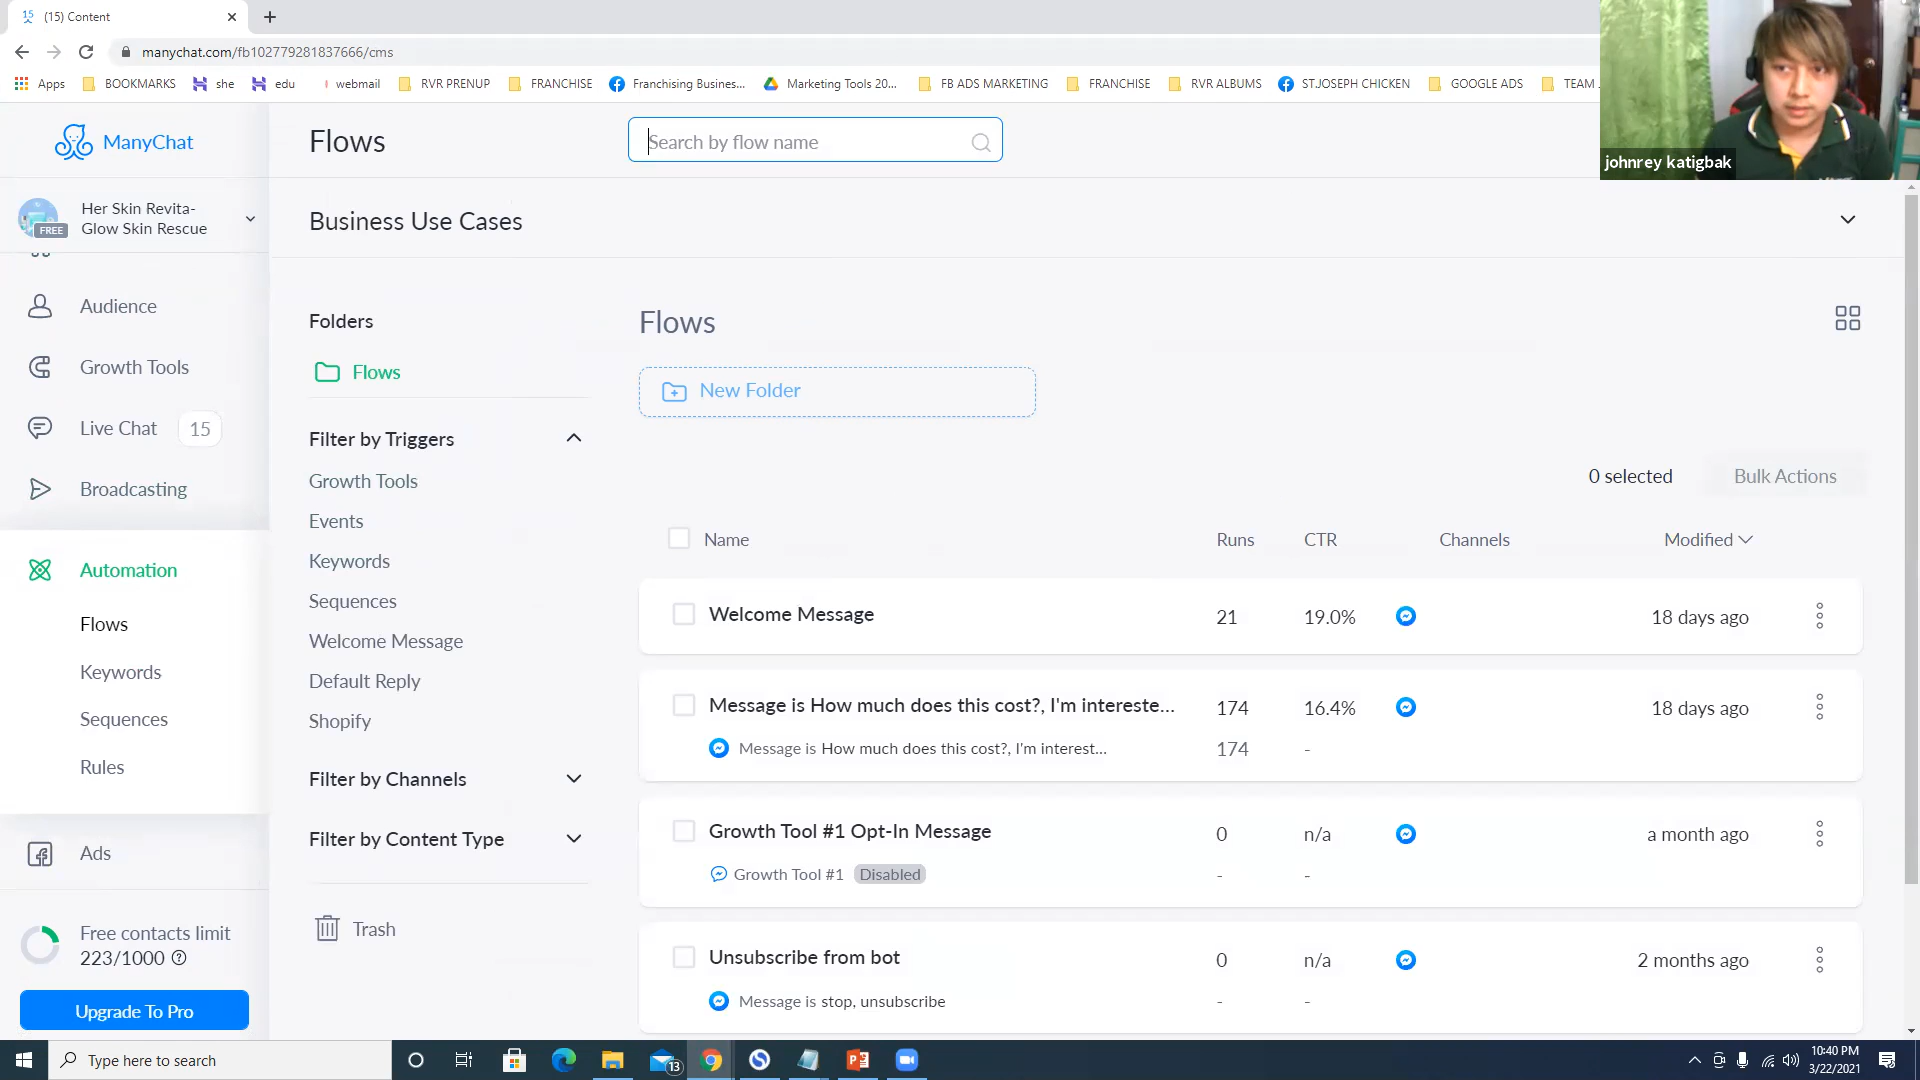 (15) Content
manychat.com/fb102779281837666/cms
Apps BOOKMARKS she edu webmail RVR PRENUP FRANCHISE Franchising Busines... Marketing Tools 20... FB ADS MARKETING FRANCHISE RVR ALBUMS ST.JOSEPH CHICKEN GOOGLE ADS TEAM
johnrey katigbak
ManyChat
Flows
Search by flow name
Her Skin Revita-
Glow Skin Rescue
FREE
Business Use Cases
Audience
Growth Tools
Live Chat 15
Broadcasting
Automation
Flows
Keywords
Sequences
Rules
Ads
Free contacts limit
223/1000
Upgrade To Pro
Folders
Flows
Filter by Triggers
Growth Tools
Events
Keywords
Sequences
Welcome Message
Default Reply
Shopify
Filter by Channels
Filter by Content Type
Trash
Flows
New Folder
0 selected Bulk Actions
Name Runs CTR Channels Modified
Welcome Message 21 19.0% 18 days ago
Message is How much does this cost?, I'm intereste... 174 16.4% 18 days ago
Message is How much does this cost?, I'm interest... 174 -
Growth Tool #1 Opt-In Message 0 n/a a month ago
Growth Tool #1 Disabled - -
Unsubscribe from bot 0 n/a 2 months ago
Message is stop, unsubscribe - -
Type here to search
13
10:40 PM
3/22/2021